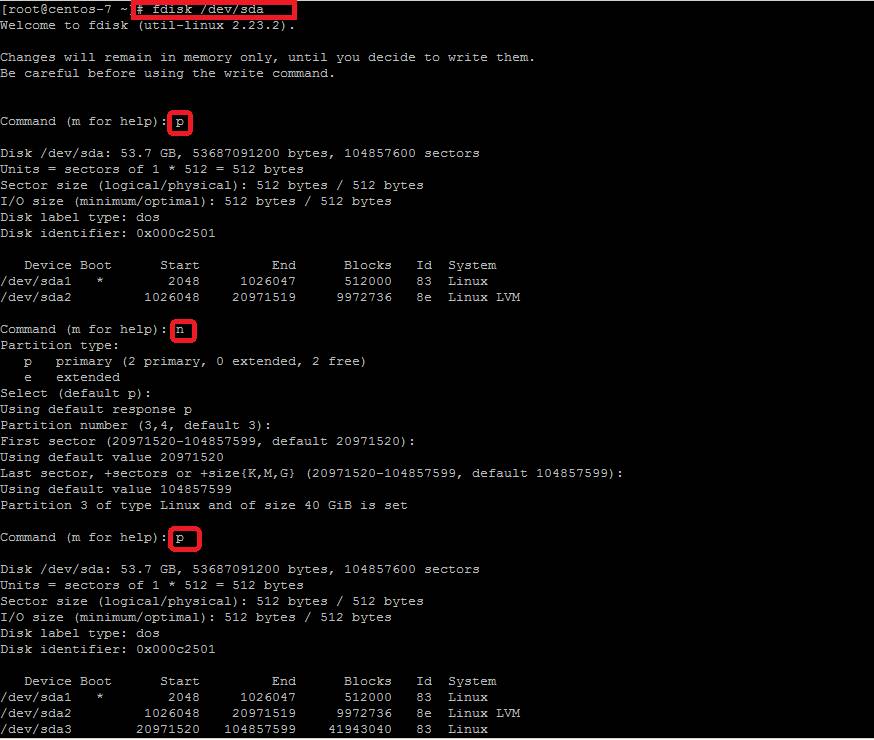 [root@centos-7 ~]# fdisk /dev/sda
Welcome to fdisk (util-linux 2.23.2).
Changes will remain in memory only, until you decide to write them.
Be careful before using the write command.
Command (m for help): p
Disk /dev/sda: 53.7 GB, 53687091200 bytes, 104857600 sectors
Units = sectors of 1 * 512 = 512 bytes
Sector size (logical/physical): 512 bytes / 512 bytes
I/O size (minimum/optimal): 512 bytes / 512 bytes
Disk label type: dos
Disk identifier: 0x000c2501
   Device Boot      Start         End      Blocks   Id  System
/dev/sda1   *        2048     1026047      512000   83  Linux
/dev/sda2         1026048    20971519     9972736   8e  Linux LVM
Command (m for help): n
Partition type:
   p   primary (2 primary, 0 extended, 2 free)
   e   extended
Select (default p):
Using default response p
Partition number (3,4, default 3):
First sector (20971520-104857599, default 20971520):
Using default value 20971520
Last sector, +sectors or +size{K,M,G} (20971520-104857599, default 104857599):
Using default value 104857599
Partition 3 of type Linux and of size 40 GiB is set
Command (m for help): p
Disk /dev/sda: 53.7 GB, 53687091200 bytes, 104857600 sectors
Units = sectors of 1 * 512 = 512 bytes
Sector size (logical/physical): 512 bytes / 512 bytes
I/O size (minimum/optimal): 512 bytes / 512 bytes
Disk label type: dos
Disk identifier: 0x000c2501
   Device Boot      Start         End      Blocks   Id  System
/dev/sda1   *        2048     1026047      512000   83  Linux
/dev/sda2         1026048    20971519     9972736   8e  Linux LVM
/dev/sda3        20971520   104857599    41943040   83  Linux